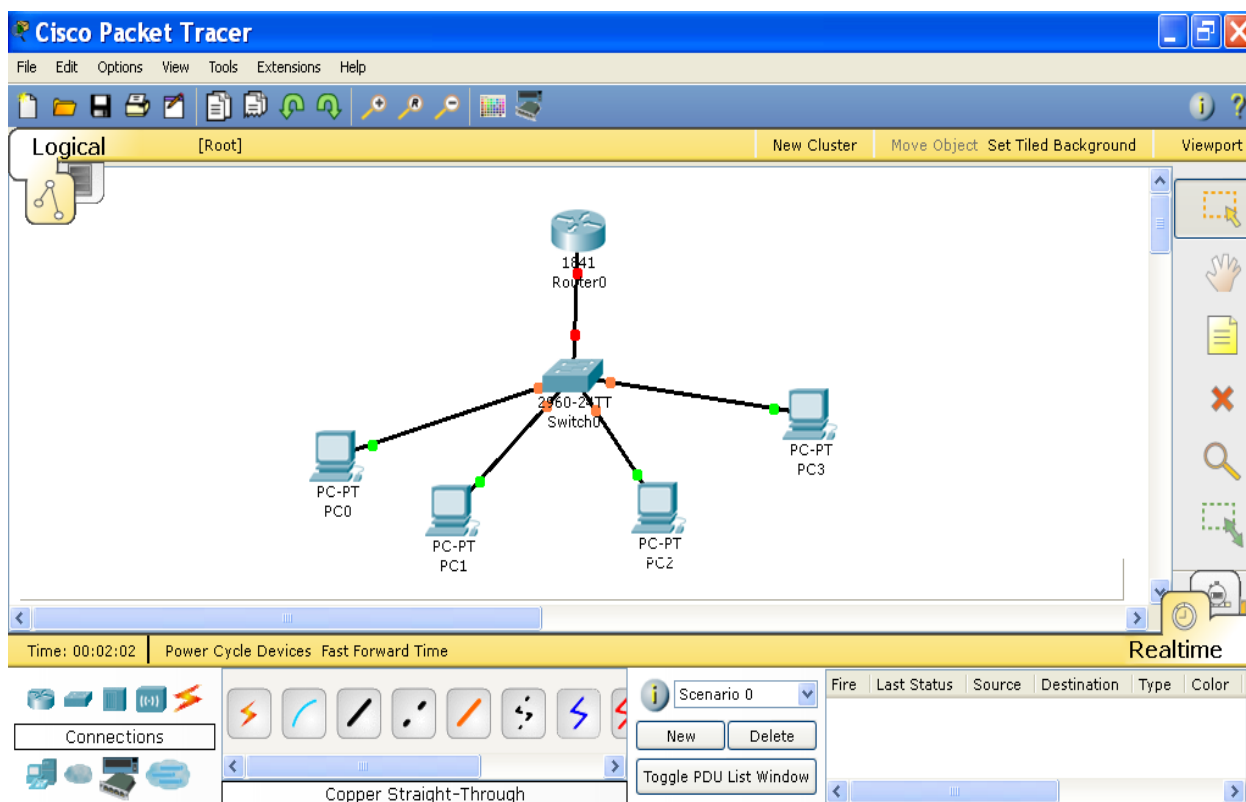 Cisco Packet Tracer
File Edit Options View Tools Extensions Help
Logical [Root] New Cluster Move Object Set Tiled Background Viewport
1841
Router0
2960-24TT
Switch0
PC-PT
PC3
PC-PT
PC0
PC-PT
PC1
PC-PT
PC2
Time: 00:02:02 Power Cycle Devices Fast Forward Time Realtime
Fire Last Status Source Destination Type Color
Scenario 0
Connections
New Delete
Toggle PDU List Window
Copper Straight-Through